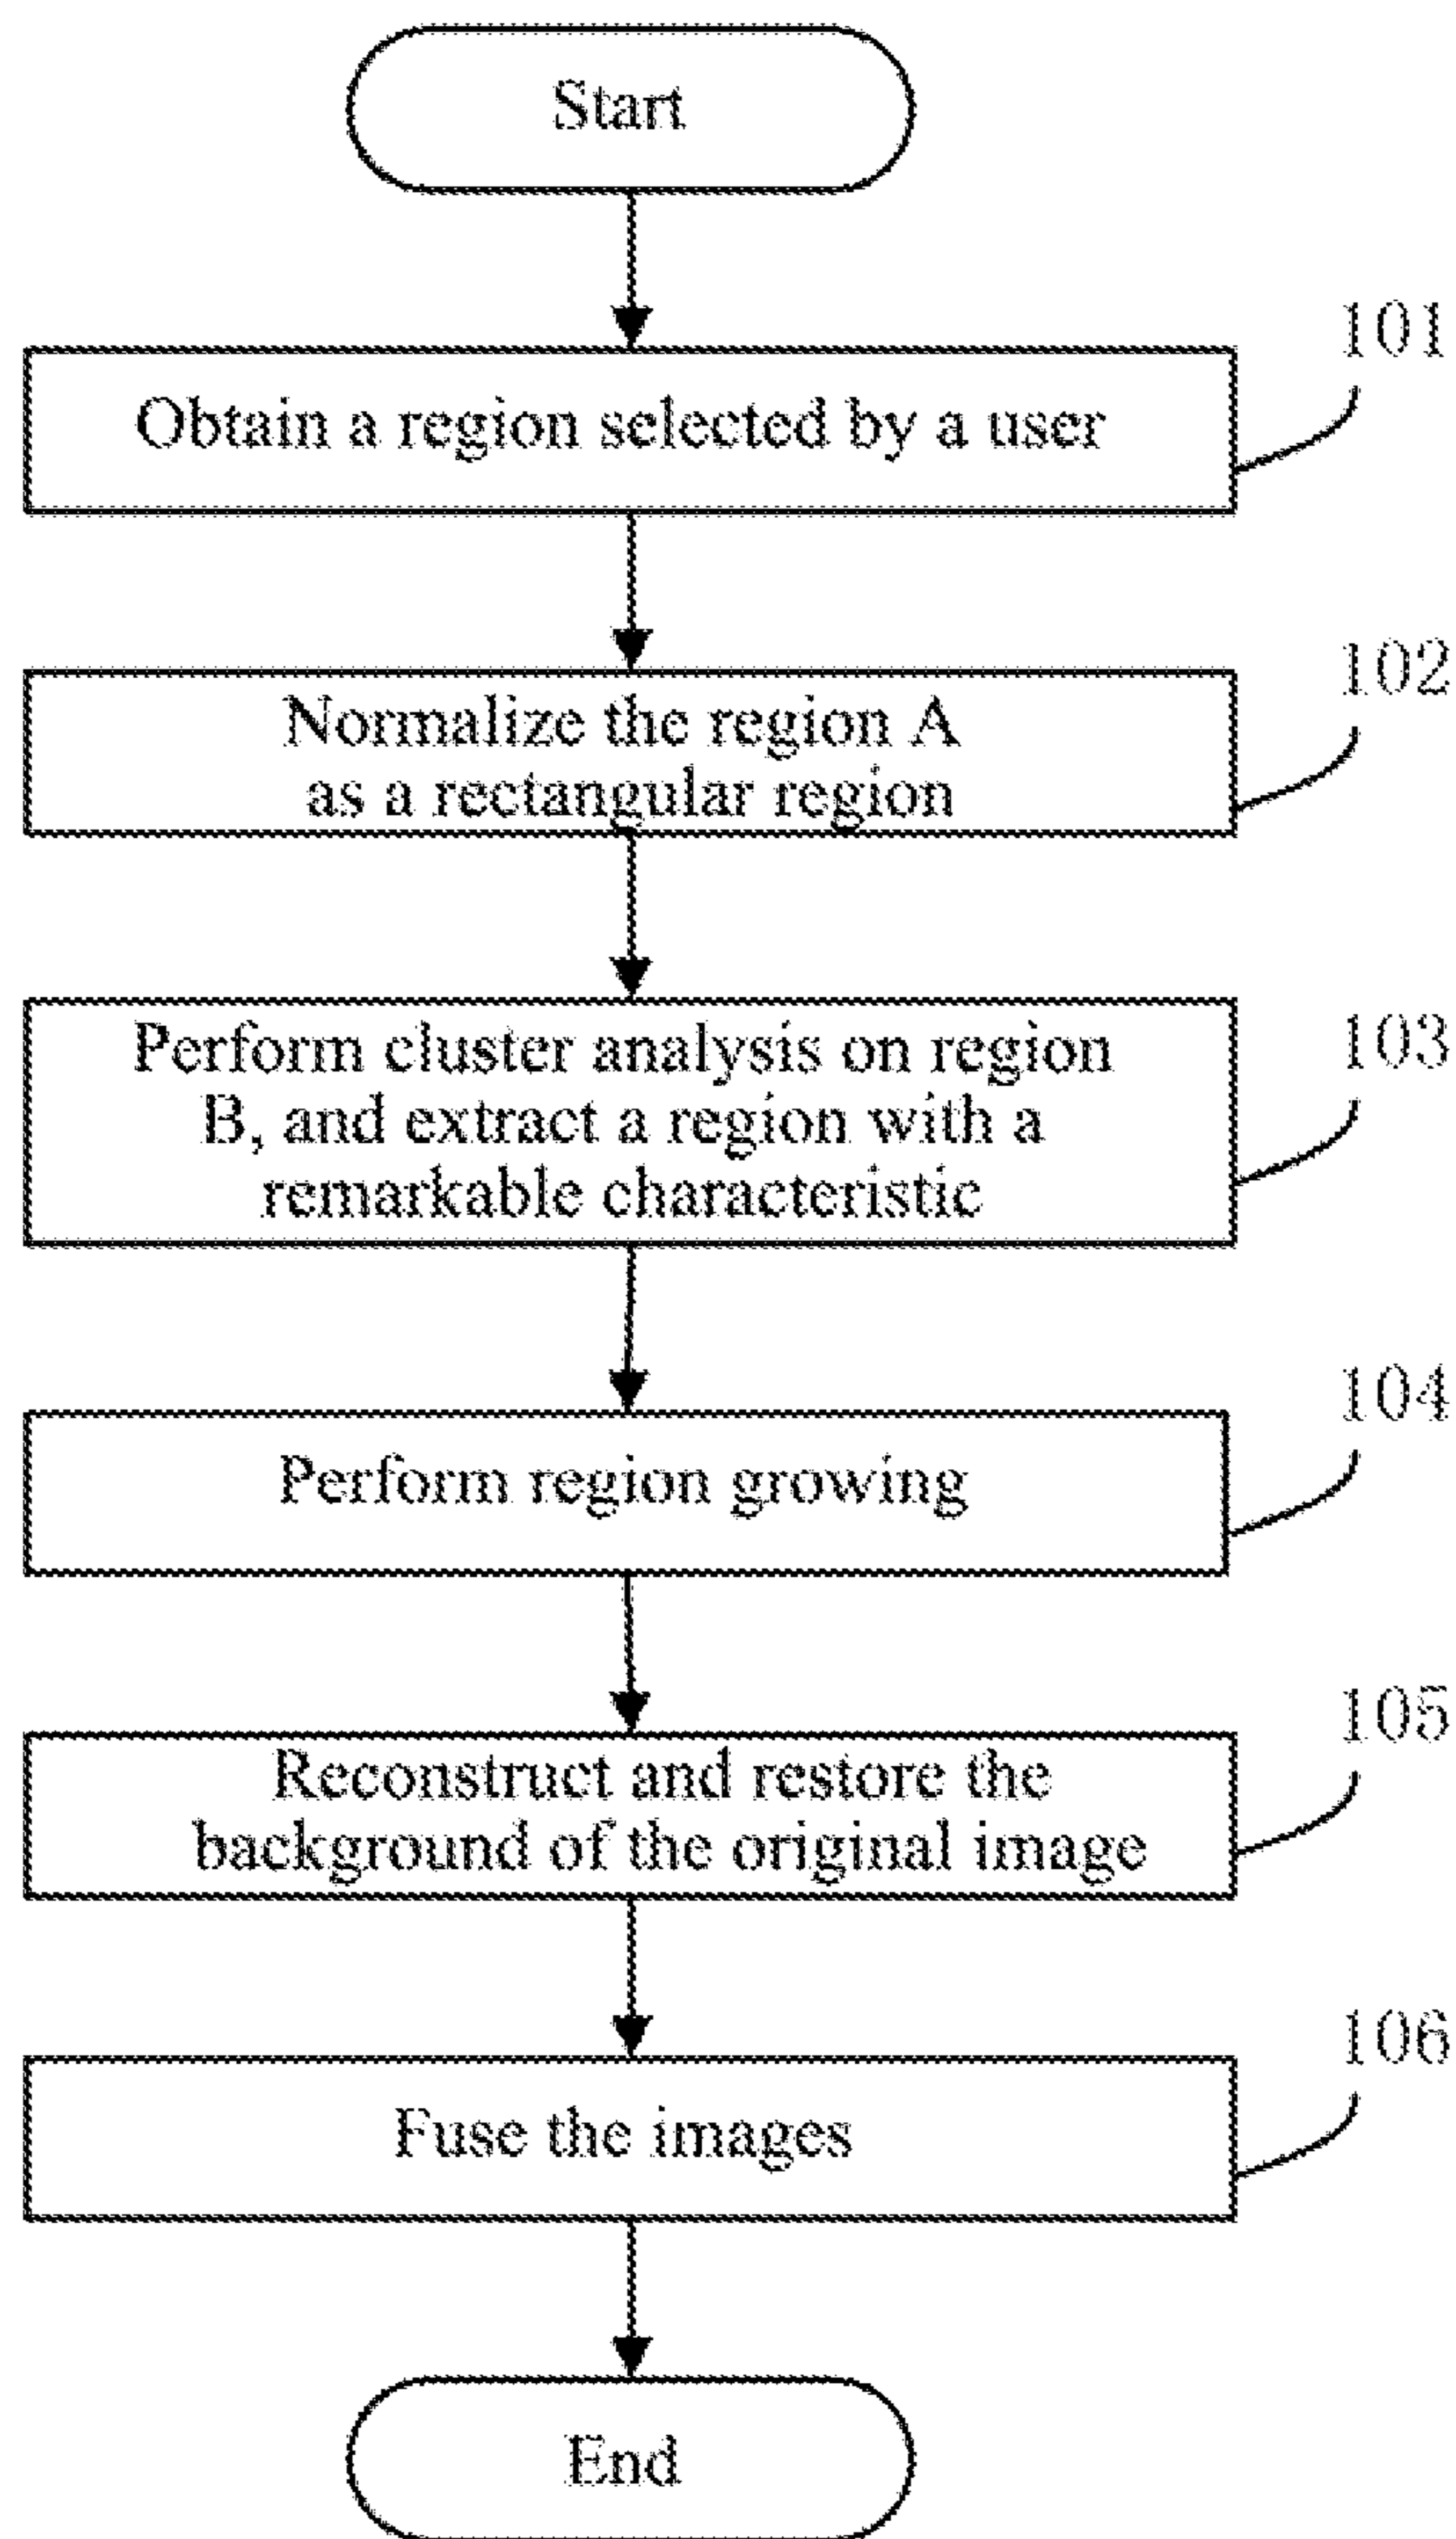 Start
101
Obtain a region selected by a user
102
Normalize the region A
as a rectangular region
103
Perform cluster analysis on region
B, and extract a region with a
remarkable characteristic
104
Perform region growing
105
Reconstruct and restore the
background of the original image
106
Fuse the images
End